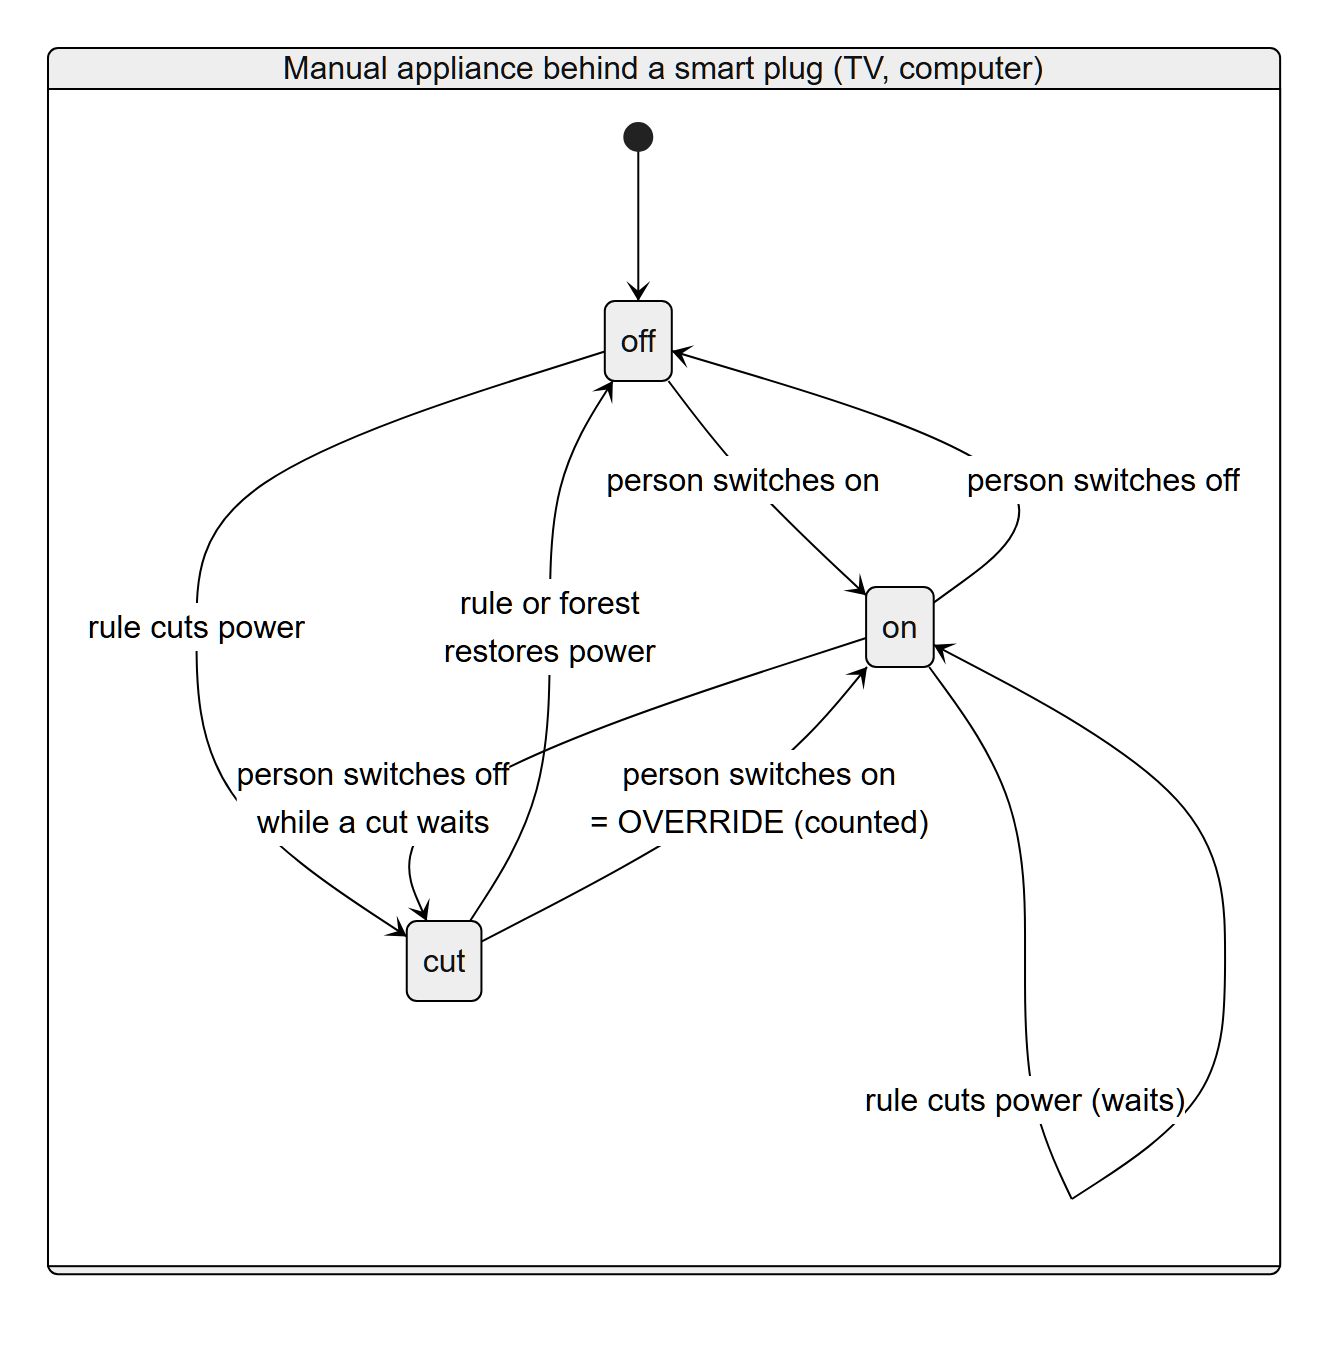 Manual appliance behind a smart plug (TV, computer)
off
person switches on
person switches off
rule or forest
restores power
rule cuts power
on
person switches off
while a cut waits
person switches on
= OVERRIDE (counted)
cut
rule cuts power (waits)